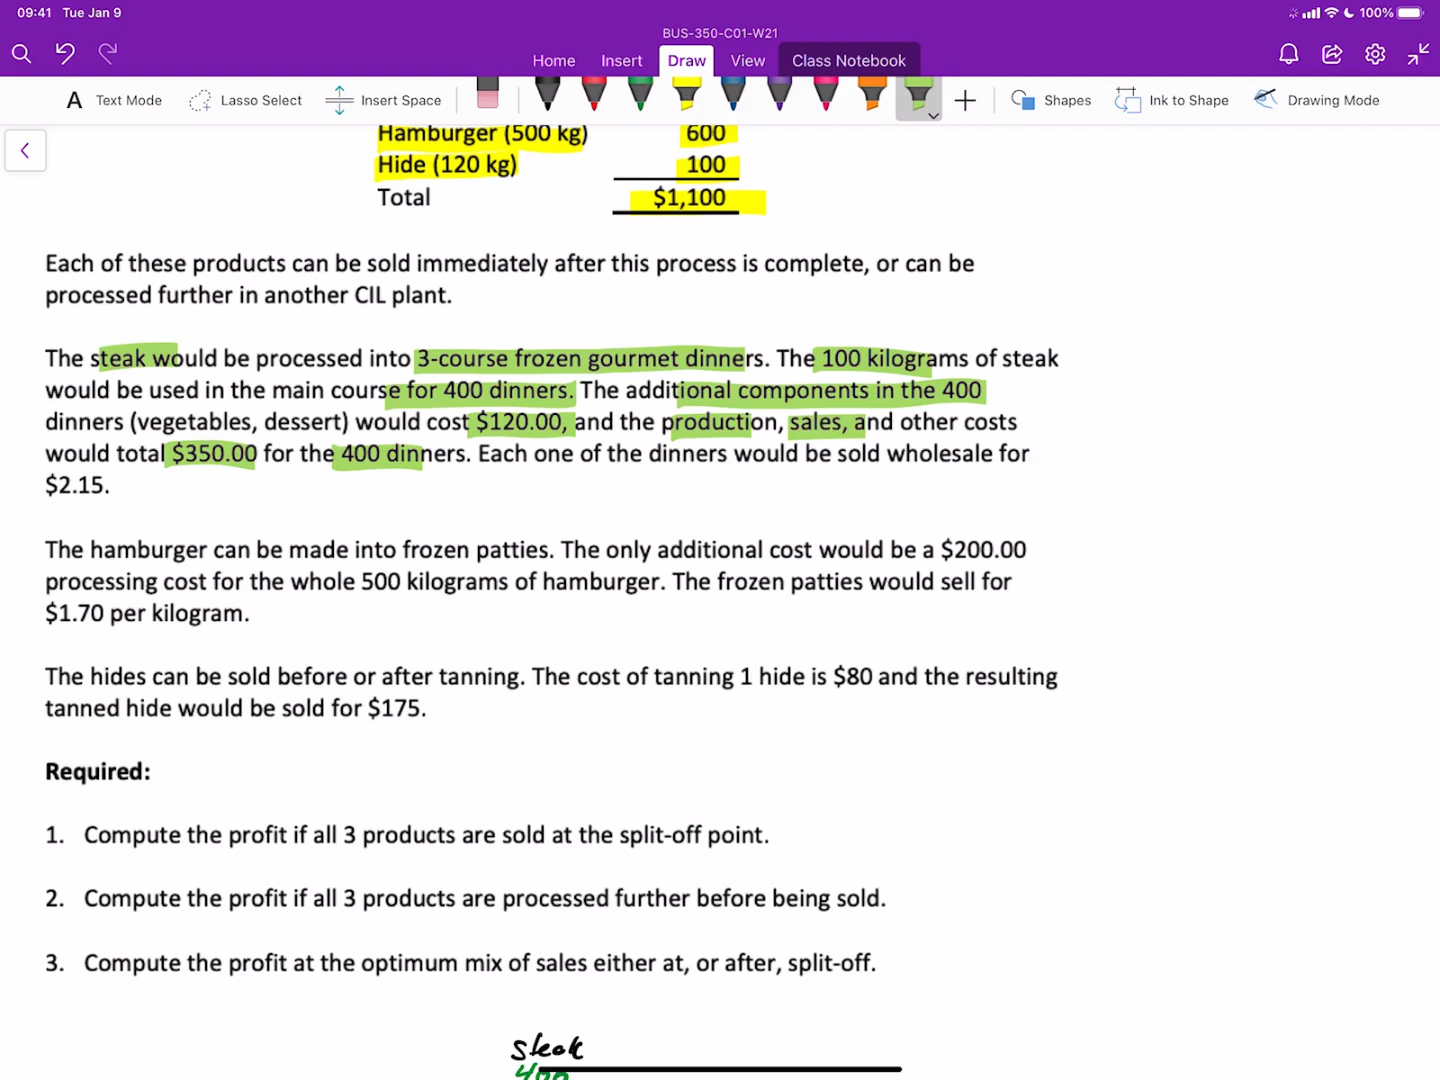 09:41 Tue Jan 9
100%
BUS-350-C01-W21
Home Insert Draw View Class Notebook
A Text Mode Lasso Select Insert Space Shapes Ink to Shape Drawing Mode
Hamburger (500 kg) 600
Hide (120 kg) 100
Total $1,100
Each of these products can be sold immediately after this process is complete, or can be
processed further in another CIL plant.
The steak would be processed into 3-course frozen gourmet dinners. The 100 kilograms of steak
would be used in the main course for 400 dinners. The additional components in the 400
dinners (vegetables, dessert) would cost $120.00, and the production, sales, and other costs
would total $350.00 for the 400 dinners. Each one of the dinners would be sold wholesale for
$2.15.
The hamburger can be made into frozen patties. The only additional cost would be a $200.00
processing cost for the whole 500 kilograms of hamburger. The frozen patties would sell for
$1.70 per kilogram.
The hides can be sold before or after tanning. The cost of tanning 1 hide is $80 and the resulting
tanned hide would be sold for $175.
Required:
1. Compute the profit if all 3 products are sold at the split-off point.
2. Compute the profit if all 3 products are processed further before being sold.
3. Compute the profit at the optimum mix of sales either at, or after, split-off.
Steak
400